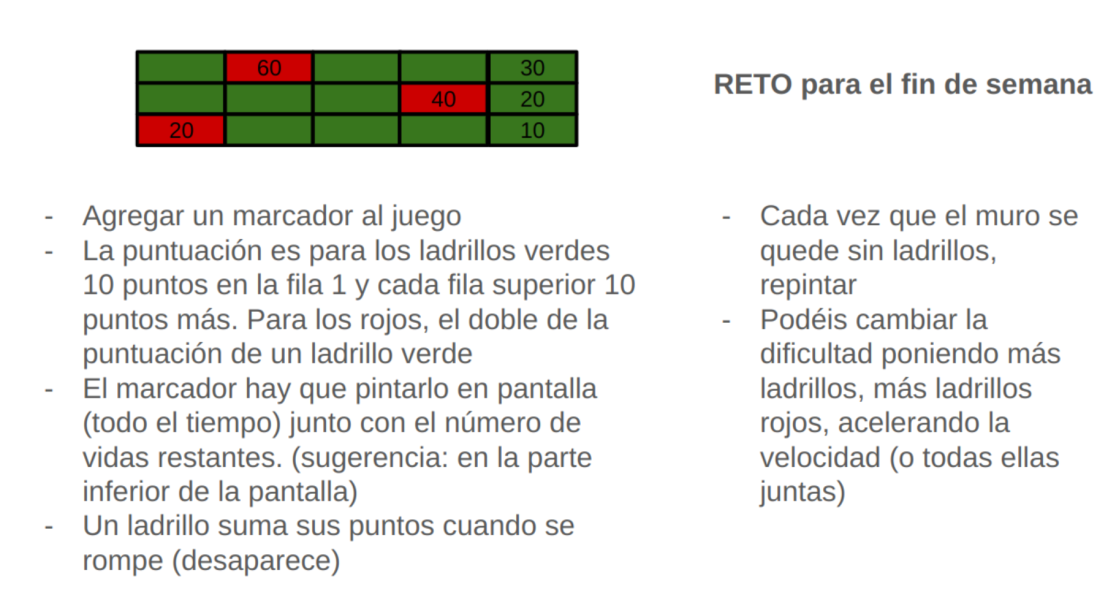 60 30
40 20
20 10
RETO para el fin de semana
- Agregar un marcador al juego
- La puntuación es para los ladrillos verdes
10 puntos en la fila 1 y cada fila superior 10
puntos más. Para los rojos, el doble de la
puntuación de un ladrillo verde
- El marcador hay que pintarlo en pantalla
(todo el tiempo) junto con el número de
vidas restantes. (sugerencia: en la parte
inferior de la pantalla)
- Un ladrillo suma sus puntos cuando se
rompe (desaparece)
- Cada vez que el muro se
quede sin ladrillos,
repintar
- Podéis cambiar la
dificultad poniendo más
ladrillos, más ladrillos
rojos, acelerando la
velocidad (o todas ellas
juntas)